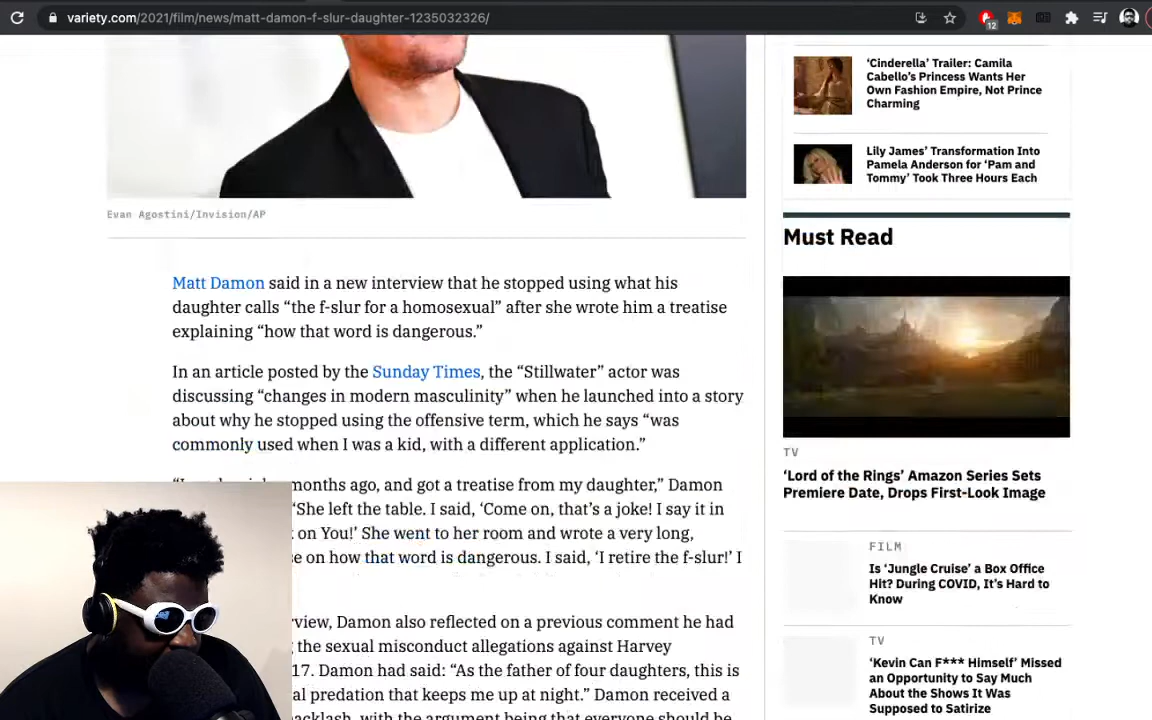 variety.com/2021/film/news/matt-damon-f-slur-daughter-1235032326/
12
Evan Agostini/Invision/AP
Matt Damon said in a new interview that he stopped using what his
daughter calls “the f-slur for a homosexual” after she wrote him a treatise
explaining “how that word is dangerous.”
In an article posted by the Sunday Times, the “Stillwater” actor was
discussing “changes in modern masculinity” when he launched into a story
about why he stopped using the offensive term, which he says “was
commonly used when I was a kid, with a different application.”
months ago, and got a treatise from my daughter,” Damon
‘She left the table. I said, ‘Come on, that’s a joke! I say it in
on You!’ She went to her room and wrote a very long,
on how that word is dangerous. I said, ‘I retire the f-slur!’ I
Damon also reflected on a previous comment he had
the sexual misconduct allegations against Harvey
17. Damon had said: “As the father of four daughters, this is
predation that keeps me up at night.” Damon received a
with the argument being that everyone should be
‘Cinderella’ Trailer: Camila
Cabello’s Princess Wants Her
Own Fashion Empire, Not Prince
Charming
Lily James’ Transformation Into
Pamela Anderson for ‘Pam and
Tommy’ Took Three Hours Each
Must Read
TV
‘Lord of the Rings’ Amazon Series Sets
Premiere Date, Drops First-Look Image
FILM
Is ‘Jungle Cruise’ a Box Office
Hit? During COVID, It’s Hard to
Know
TV
‘Kevin Can F*** Himself’ Missed
an Opportunity to Say Much
About the Shows It Was
Supposed to Satirize